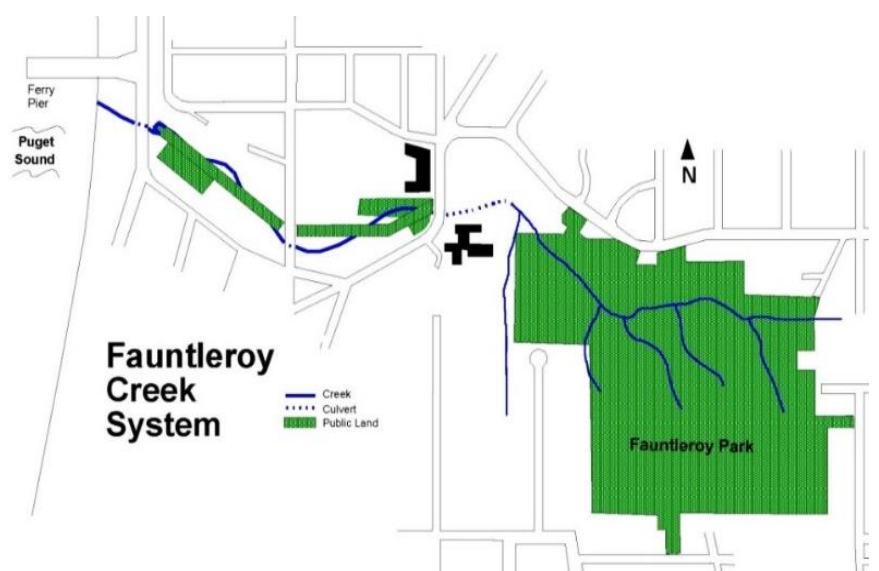 Ferry
Pier
Puget
Sound
N
Fauntleroy
Creek
System
Creek
Culvert
Public Land
Fauntleroy Park